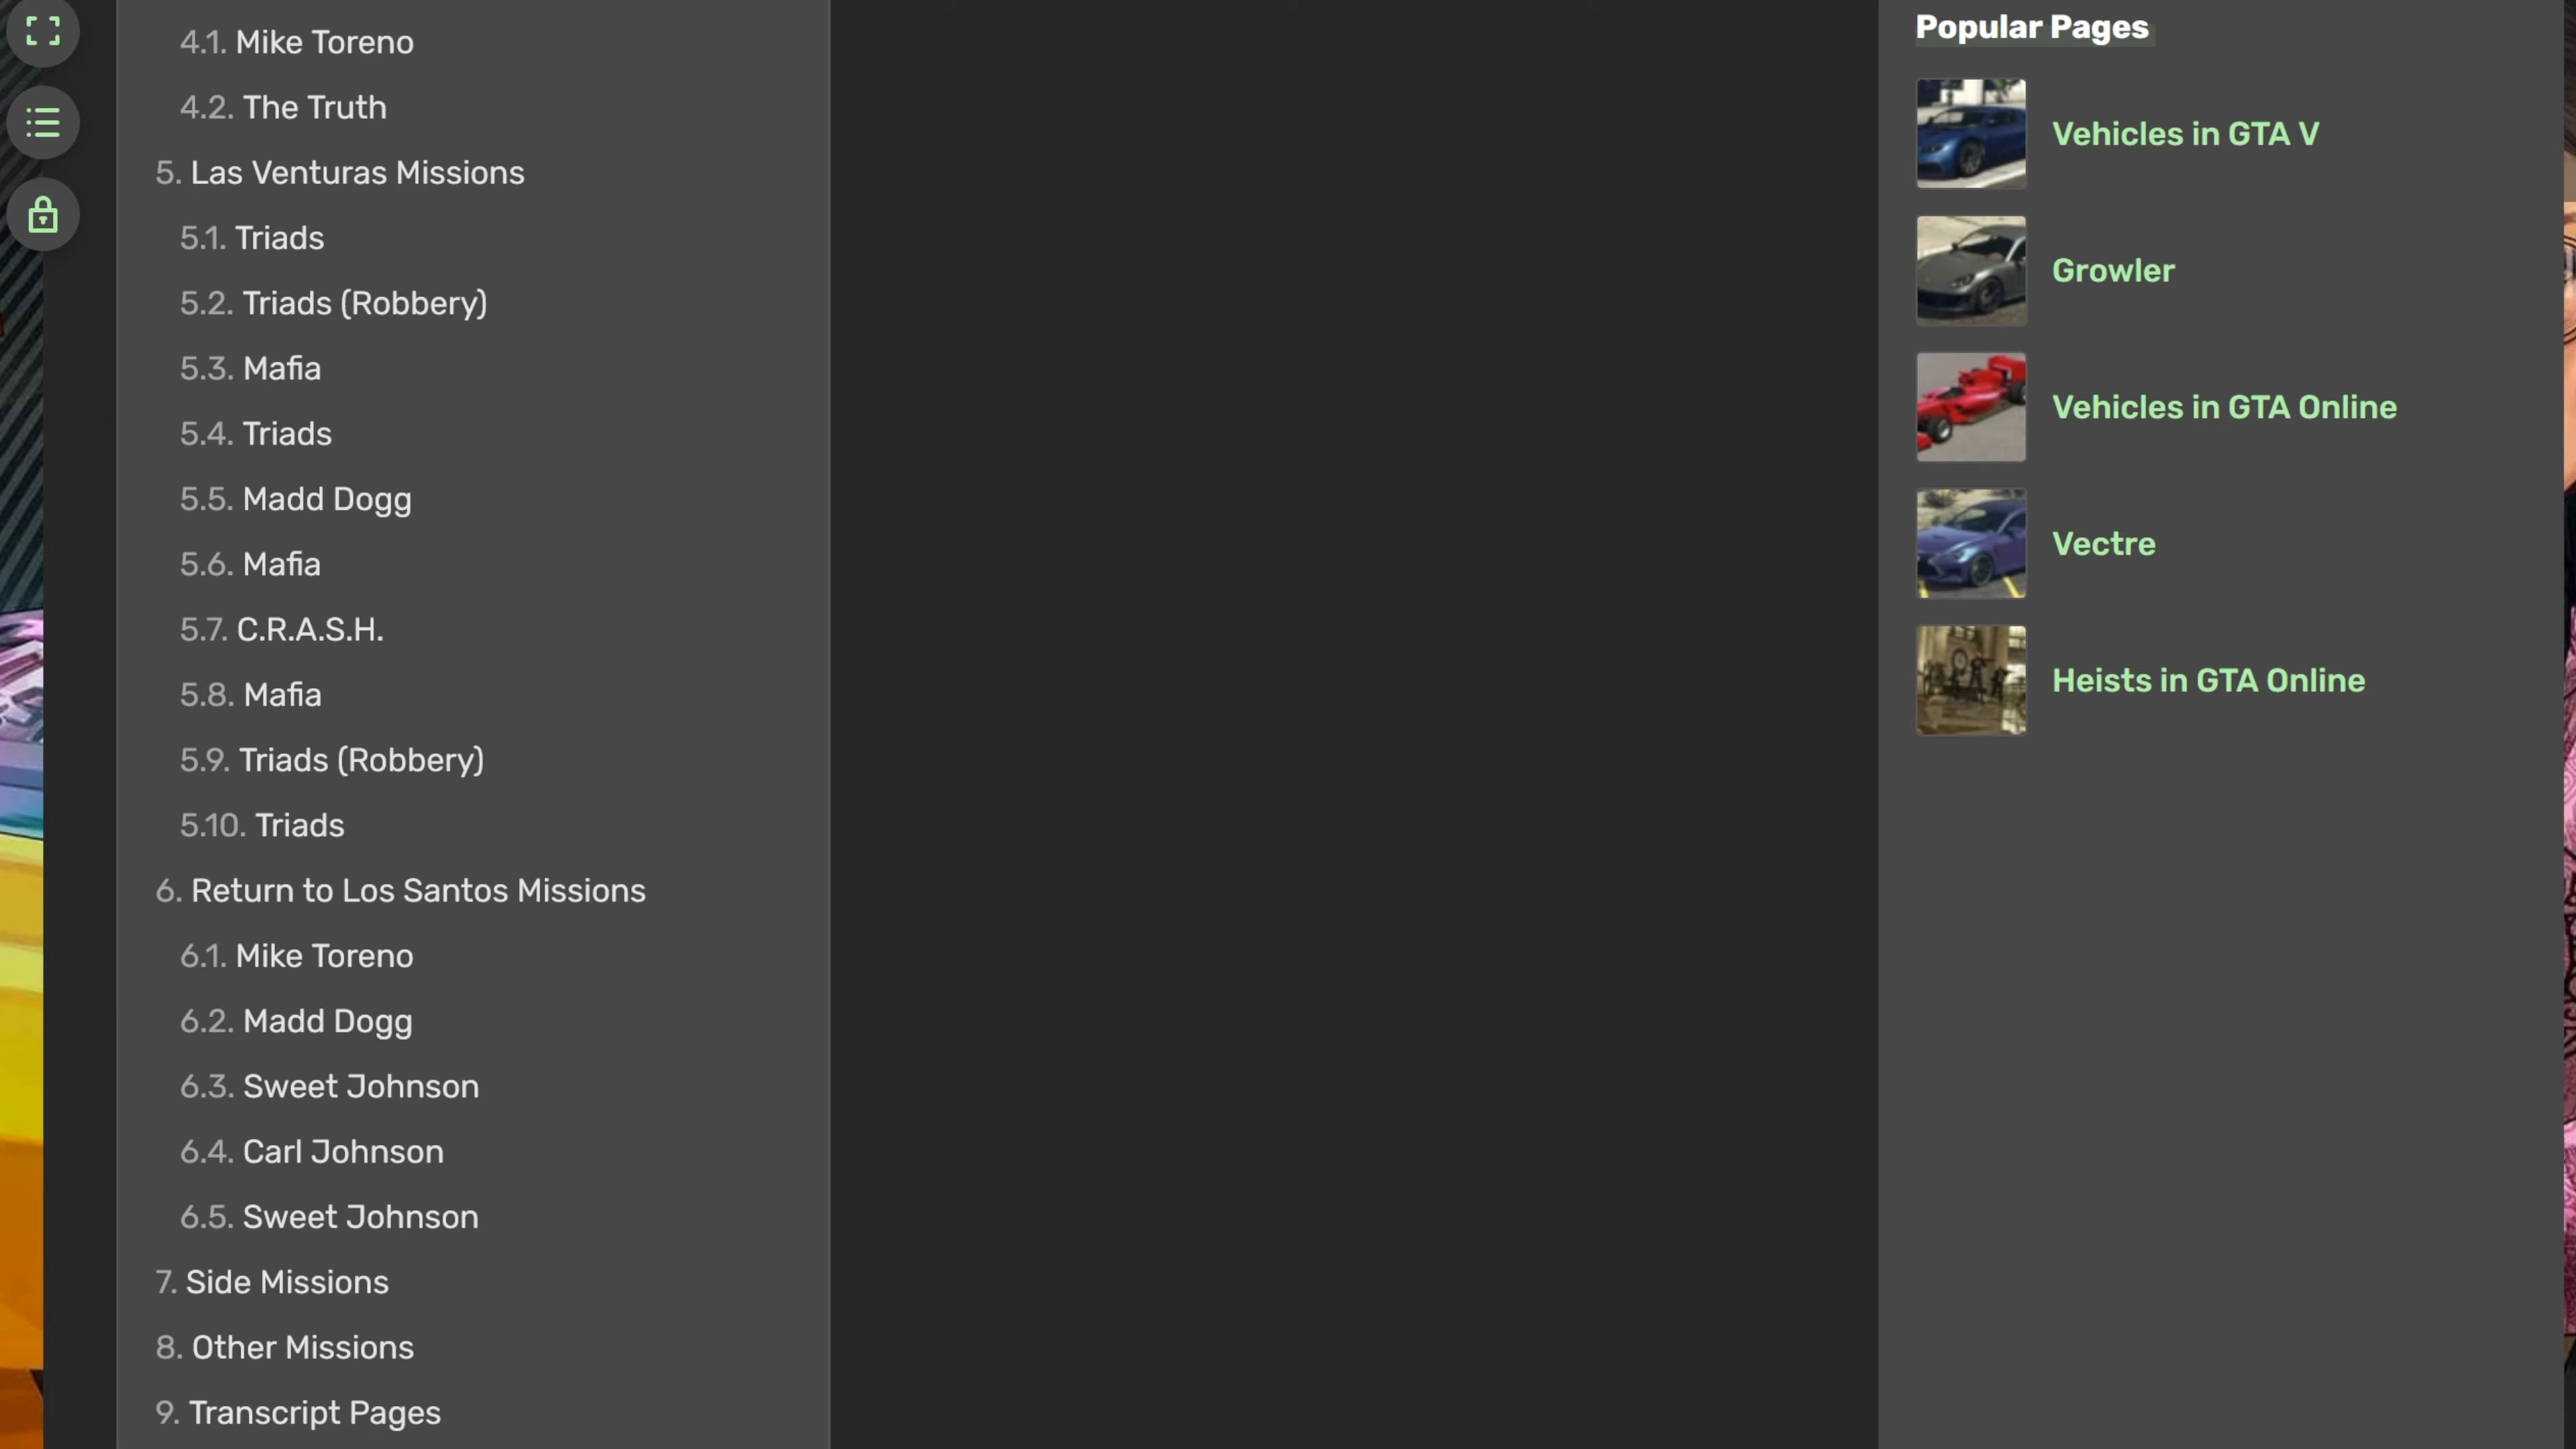 4.1. Mike Toreno
4.2. The Truth
5. Las Venturas Missions
5.1. Triads
5.2. Triads (Robbery)
5.3. Mafia
5.4. Triads
5.5. Madd Dogg
5.6. Mafia
5.7. C.R.A.S.H.
5.8. Mafia
5.9. Triads (Robbery)
5.10. Triads
6. Return to Los Santos Missions
6.1. Mike Toreno
6.2. Madd Dogg
6.3. Sweet Johnson
6.4. Carl Johnson
6.5. Sweet Johnson
7. Side Missions
8. Other Missions
9. Transcript Pages
Popular Pages
Vehicles in GTA V
Growler
Vehicles in GTA Online
Vectre
Heists in GTA Online